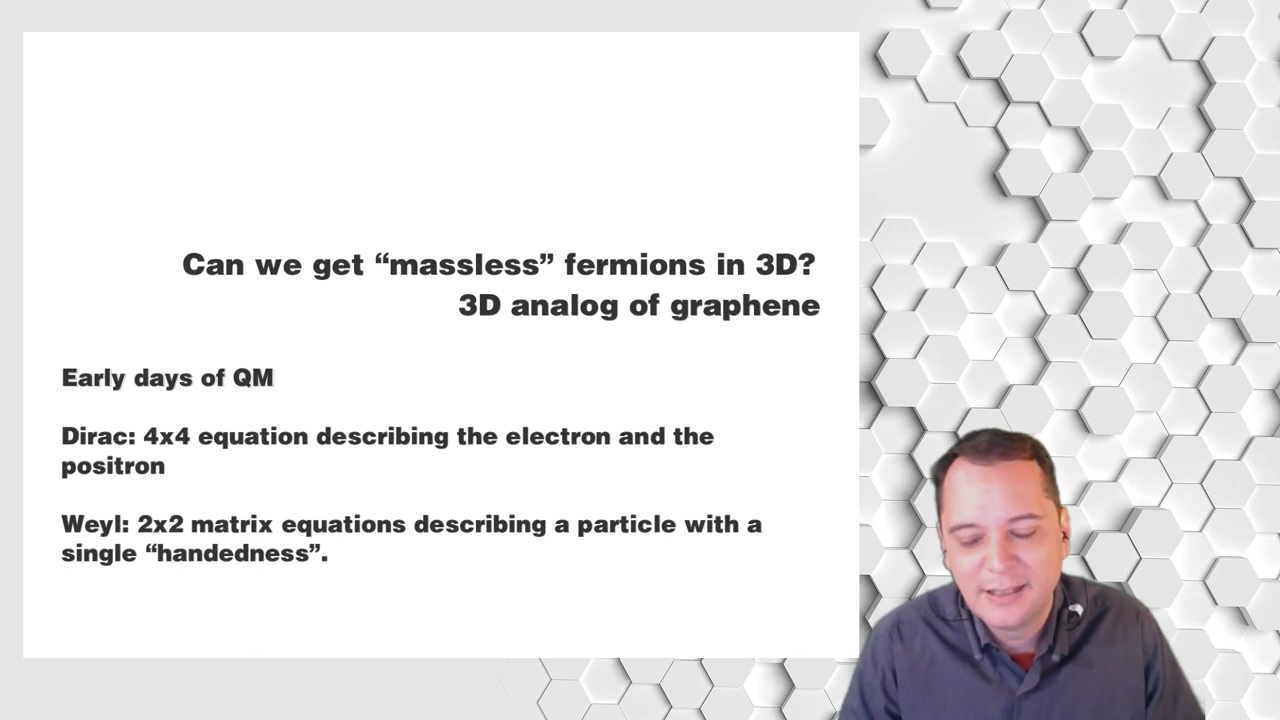 Can we get “massless” fermions in 3D?
3D analog of graphene
Early days of QM
Dirac: 4x4 equation describing the electron and the
positron
Weyl: 2x2 matrix equations describing a particle with a
single “handedness”.